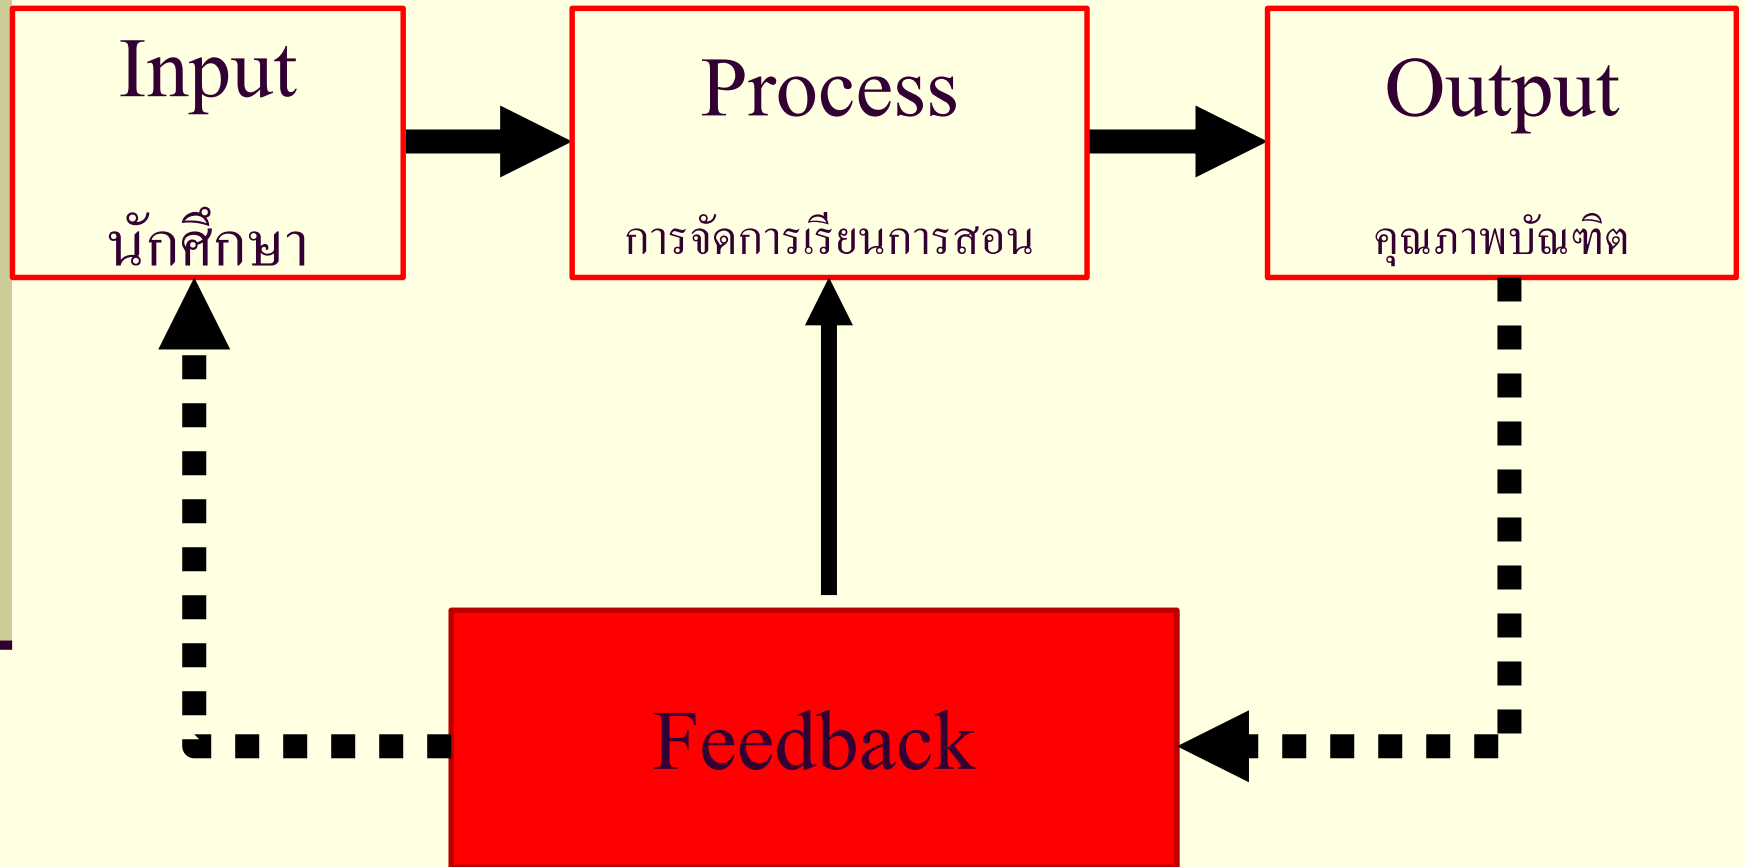 Input
นักศึกษา
Process
การจัดการเรียนการสอน
Output
คุณภาพบัณฑิต
Feedback